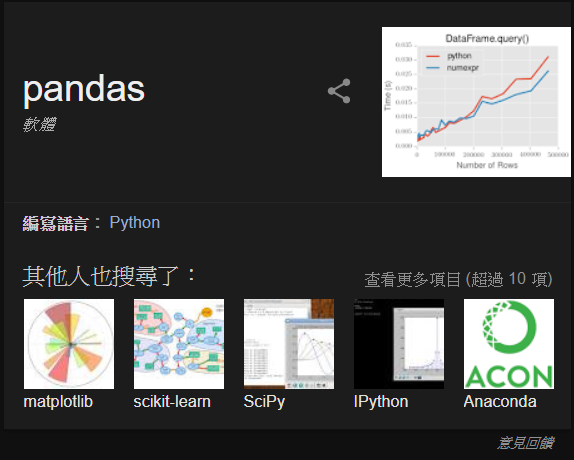 pandas
軟體
DataFrame.query()
python
numexpr
Time (s)
0.035
0.030
0.025
0.020
0.015
0.010
0.005
0.000
0 100000 200000 300000 400000 500000
Number of Rows
編寫語言： Python
其他人也搜尋了：
查看更多項目 (超過 10 項)
ACON
matplotlib scikit-learn SciPy IPython Anaconda
意見回饋